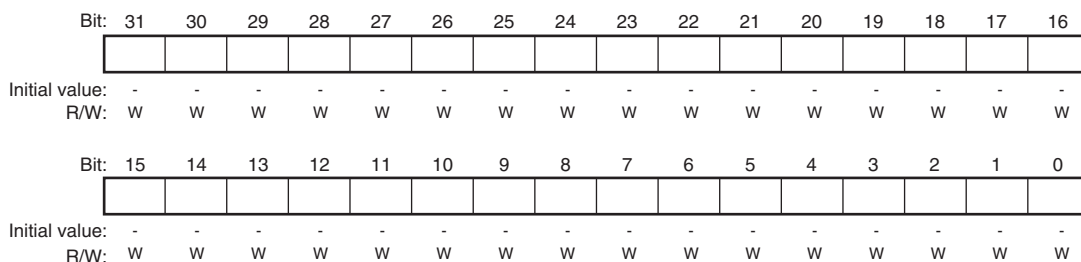 Bit: 31 30 29 28 27 26 25 24 23 22 21 20 19 18 17 16
Initial value: - - - - - - - - - - - - - - - -
R/W: W W W W W W W W W W W W W W W W
Bit: 15 14 13 12 11 10 9 8 7 6 5 4 3 2 1 0
Initial value: - - - - - - - - - - - - - - - -
R/W: W W W W W W W W W W W W W W W W